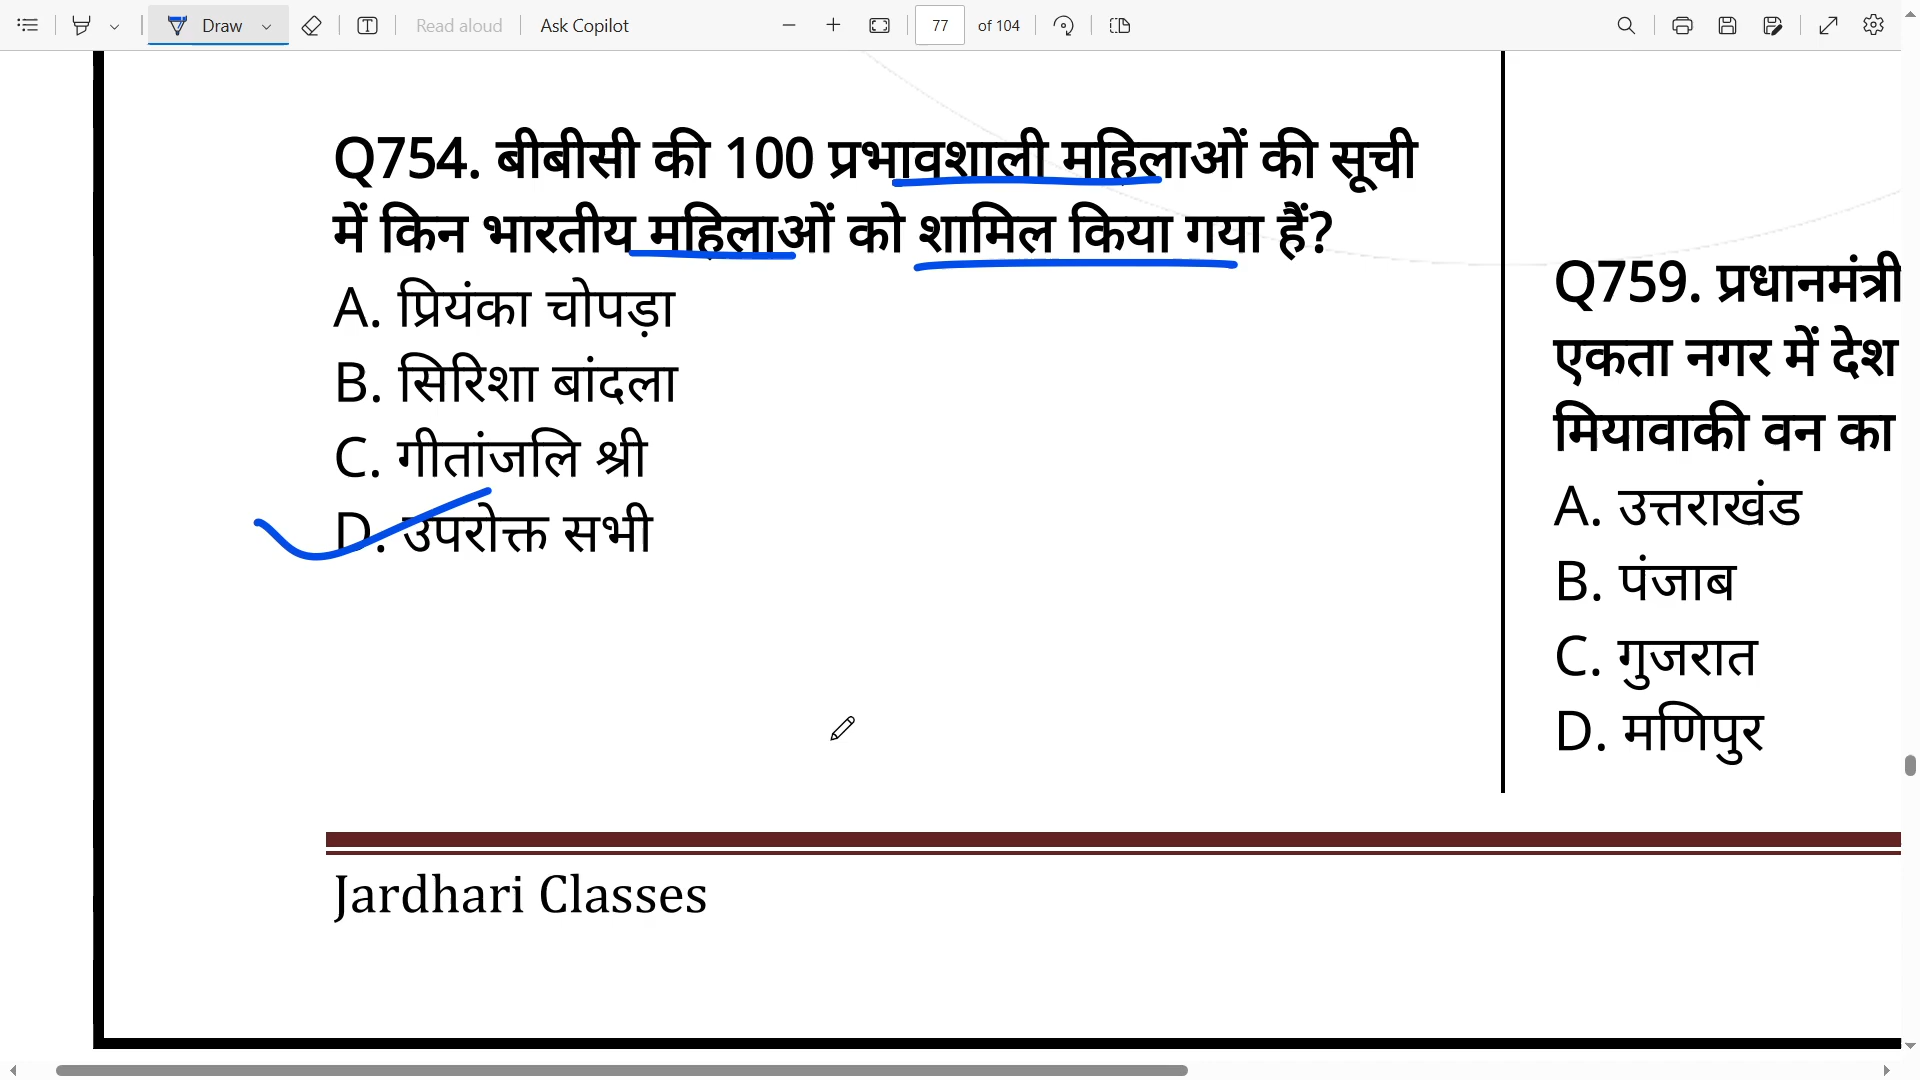 Draw
Read aloud
Ask Copilot
77
of 104
Q754. बीबीसी की 100 प्रभावशाली महिलाओं की सूची
में किन भारतीय महिलाओं को शामिल किया गया हैं?
A. प्रियंका चोपड़ा
B. सिरिशा बांदला
C. गीतांजलि श्री
D. उपरोक्त सभी
Q759. प्रधानमंत्री
एकता नगर में देश
मियावाकी वन का
A. उत्तराखंड
B. पंजाब
C. गुजरात
D. मणिपुर
Jardhari Classes